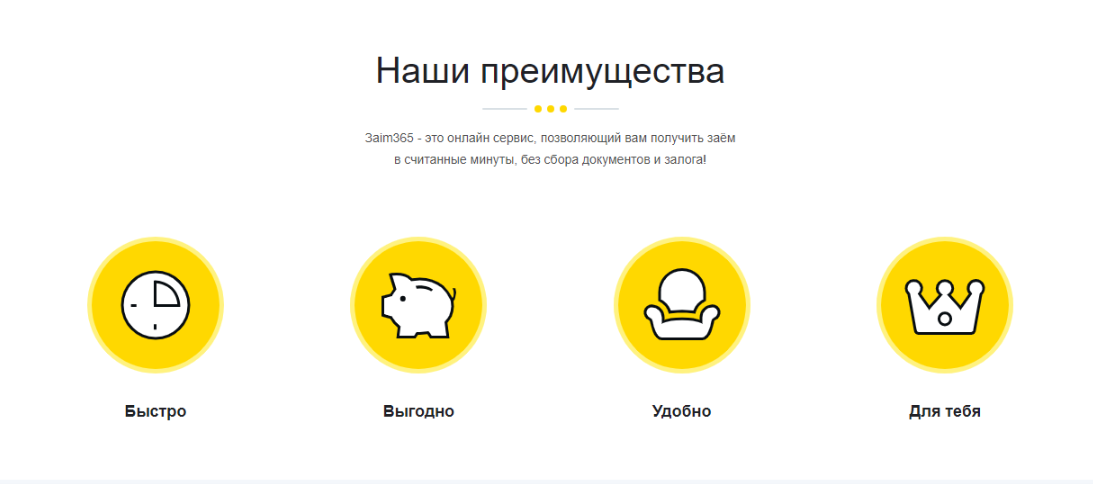 Наши преимущества
Заim365 - это онлайн сервис, позволяющий вам получить заём
в считанные минуты, без сбора документов и залога!
Быстро
Выгодно
Удобно
Для тебя